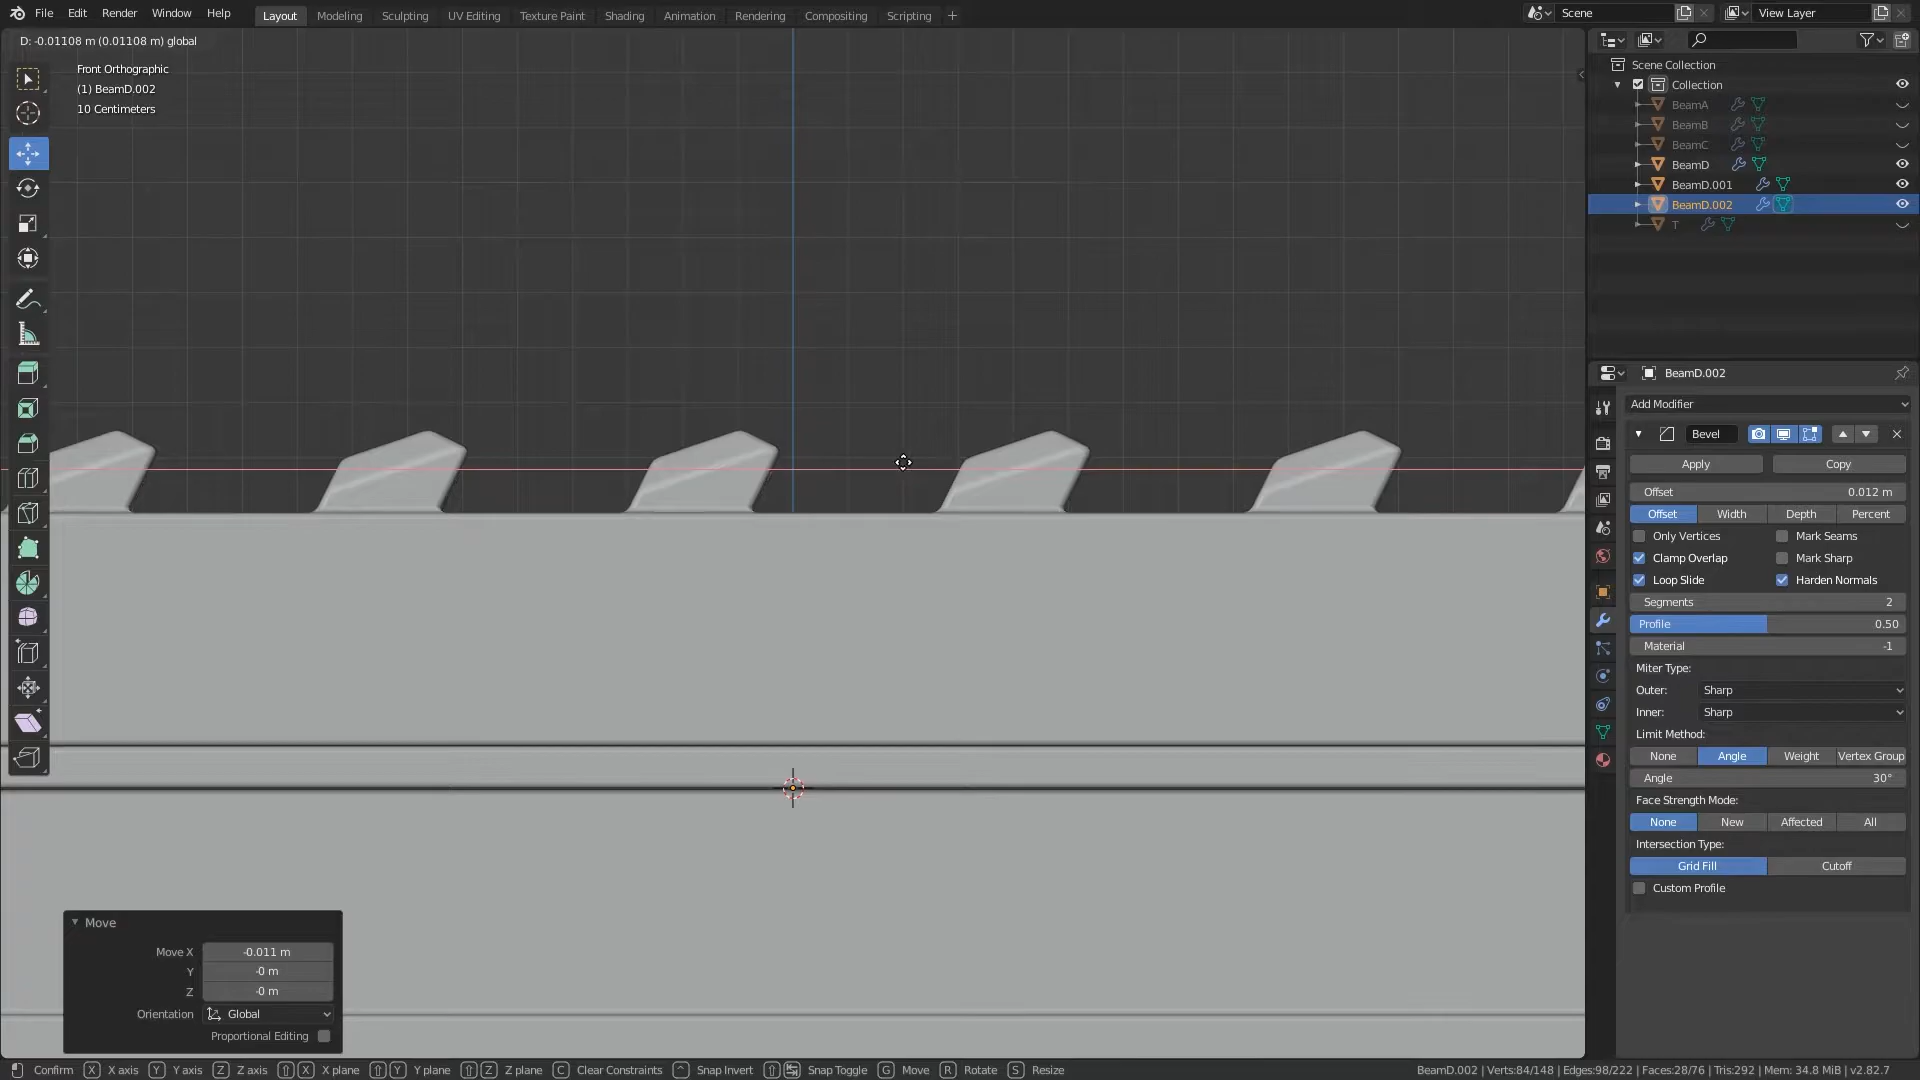 File Edit Render Window Help Layout Modeling Sculpting UV Editing Texture Paint Shading Animation Rendering Compositing Scripting + Scene View Layer
D: -0.01108 m (0.01108 m) global
Front Orthographic
(1) BeamD.002
10 Centimeters
Scene Collection
Collection
BeamA
BeamB
BeamC
BeamD
BeamD.001
BeamD.002
T
BeamD.002
Add Modifier
Bevel
Apply Copy
Offset 0.012 m
Offset Width Depth Percent
Only Vertices Mark Seams
Clamp Overlap Mark Sharp
Loop Slide Harden Normals
Segments 2
Profile 0.50
Material -1
Miter Type:
Outer: Sharp
Inner: Sharp
Limit Method:
None Angle Weight Vertex Group
Angle 30°
Face Strength Mode:
None New Affected All
Intersection Type:
Grid Fill Cutoff
Custom Profile
Move
Move X -0.011 m
Y -0 m
Z -0 m
Orientation Global
Proportional Editing
Confirm X X axis Y Y axis Z Z axis X X plane Y Y plane Z Z plane C Clear Constraints ^ Snap Invert Snap Toggle G Move R Rotate S Resize BeamD.002 | Verts:84/148 | Edges:98/222 | Faces:28/76 | Tris:292 | Mem: 34.8 MiB | v2.82.7